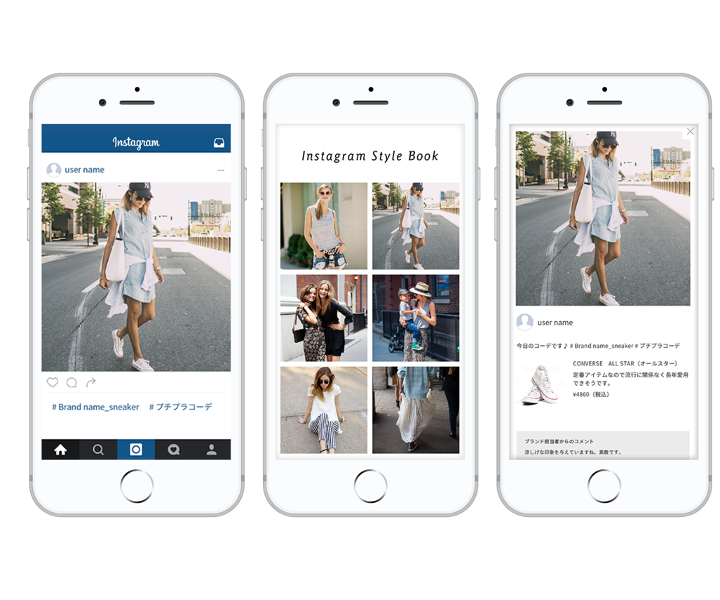 Instagram
user name
# Brand name_sneaker # プチプラコーデ
Instagram Style Book
user name
今日のコーデです♪ # Brand name_sneaker # プチプラコーデ
CONVERSE ALL STAR（オールスター）
定番アイテムなので流行に関係なく長年愛用
できそうです。
¥4860（税込）
ブランド担当者からのコメント
涼しげな印象を与えていますね。素敵です。